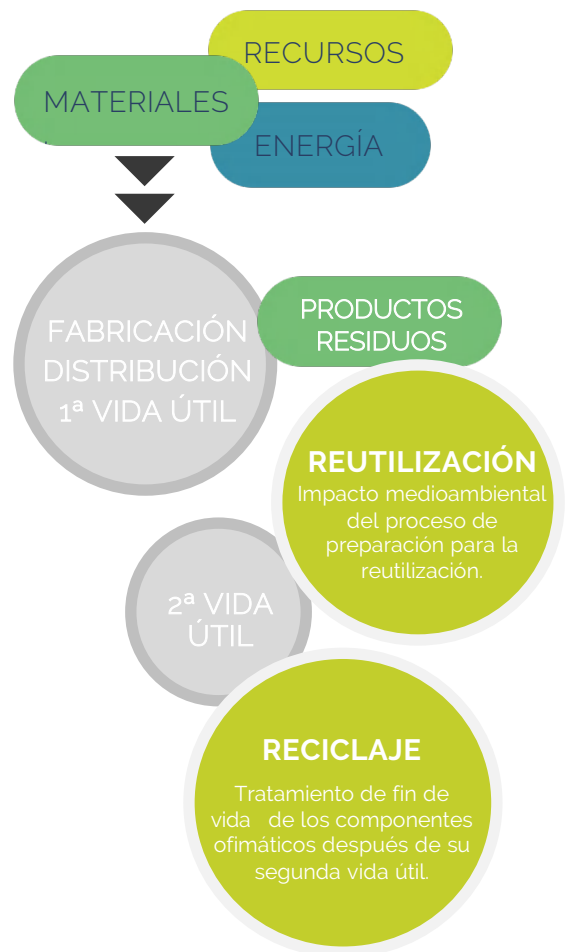 RECURSOS
MATERIALES
ENERGÍA
FABRICACIÓN
DISTRIBUCIÓN
1ª VIDA ÚTIL
PRODUCTOS
RESIDUOS
REUTILIZACIÓN
Impacto medioambiental
del proceso de
preparación para la
reutilización.
2ª VIDA
ÚTIL
RECICLAJE
Tratamiento de fin de
vida de los componentes
ofimáticos después de su
segunda vida útil.